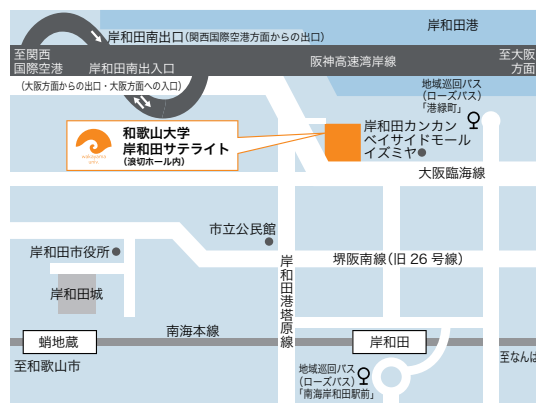 岸和田港
岸和田南出口(関西国際空港方面からの出口)
至関西
国際空港
岸和田南出入口
阪神高速湾岸線
至大阪
方面
(大阪方面からの出口・大阪方面への入口)
地域巡回バス
(ローズバス)
「港緑町」
和歌山大学
岸和田サテライト
(浪切ホール内)
wakayama
univ
岸和田カンカン
ベイサイドモール
イズミヤ
大阪臨海線
市立公民館
岸和田市役所
岸和田港塔原線
堺阪南線(旧26号線)
岸和田城
南海本線
蛸地蔵
岸和田
至なんば
至和歌山市
地域巡回バス
(ローズバス)
「南海岸和田駅前」